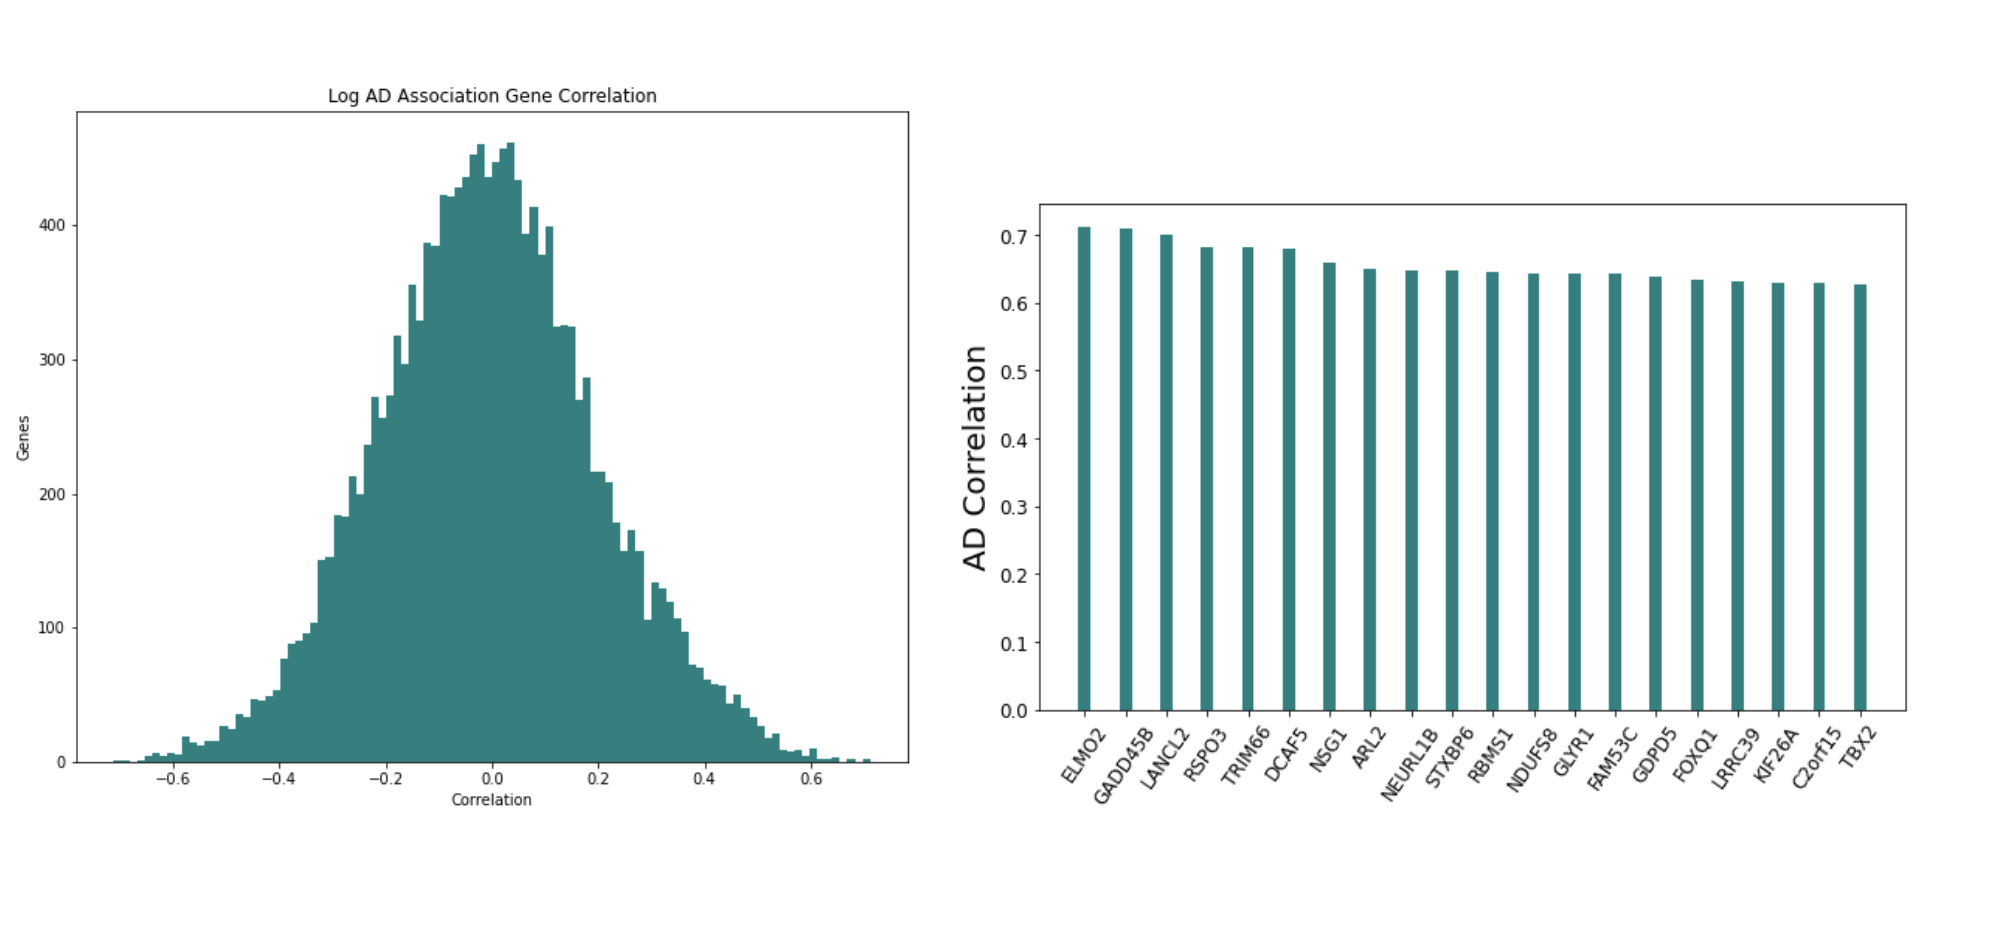 Log AD Association Gene Correlation
Genes
400
300
200
100
0
−0.6
−0.4
−0.2
0.0
0.2
0.4
0.6
Correlation
AD Correlation
0.7
0.6
0.5
0.4
0.3
0.2
0.1
0.0
ELMO2
GADD45B
LANCL2
RSPO3
TRIM66
DCAF5
NSG1
ARL2
NEURL1B
STXBP6
RBMS1
NDUFS8
GLYR1
FAM53C
GDPD5
FOXQ1
LRRC39
KIF26A
C2orf15
TBX2